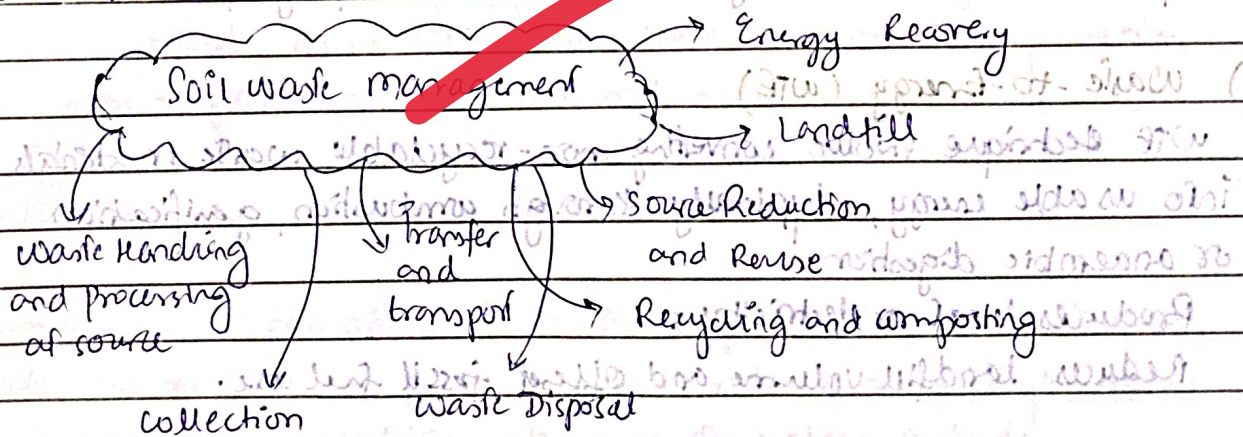 Energy Reovery
Soil waste management
Landfill
Source Reduction
and Reuse
Transfer
and
transport
Waste Handling
and processing
at source
Recycling and composting
Waste Disposal
Collection